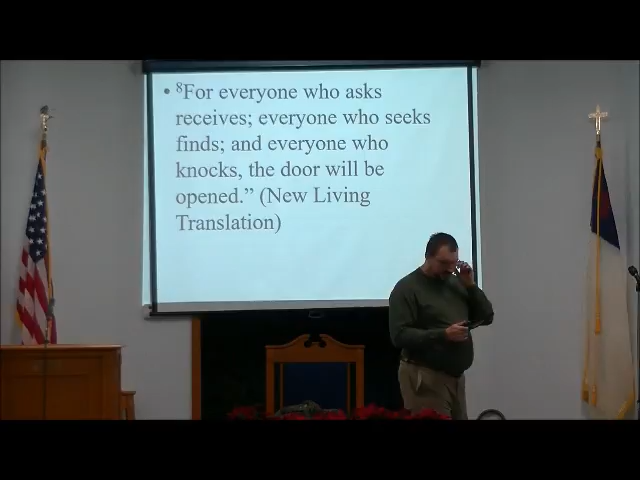 • ⁸For everyone who asks
receives; everyone who seeks
finds; and everyone who
knocks, the door will be
opened.” (New Living
Translation)